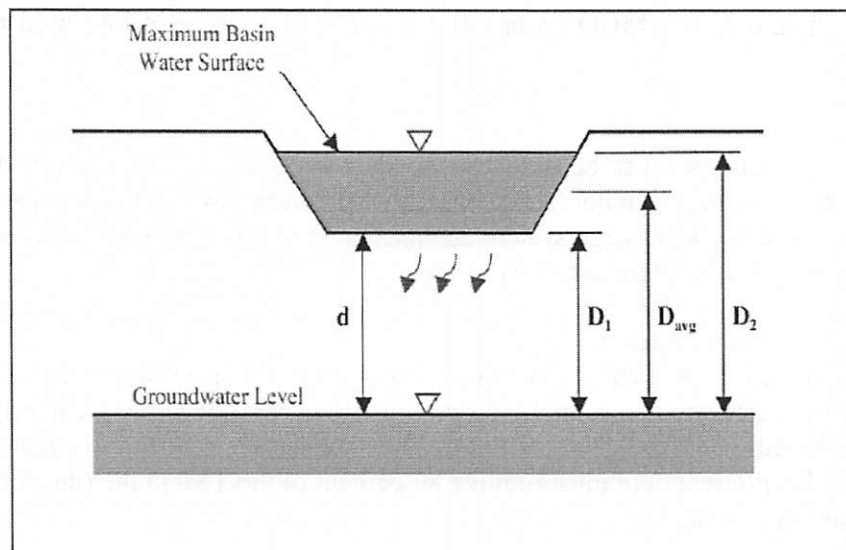 Maximum Basin
Water Surface
d
D₁
Davg
D₂
Groundwater Level